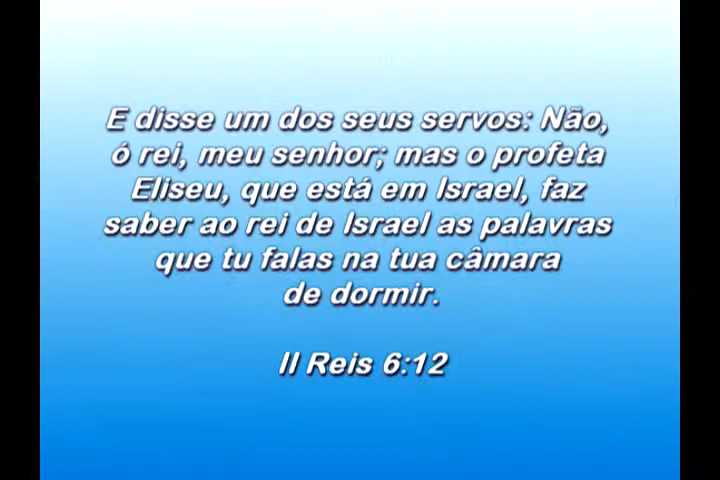 E disse um dos seus servos: Não,
ó rei, meu senhor; mas o profeta
Eliseu, que está em Israel, faz
saber ao rei de Israel as palavras
que tu falas na tua câmara
de dormir.
II Reis 6:12